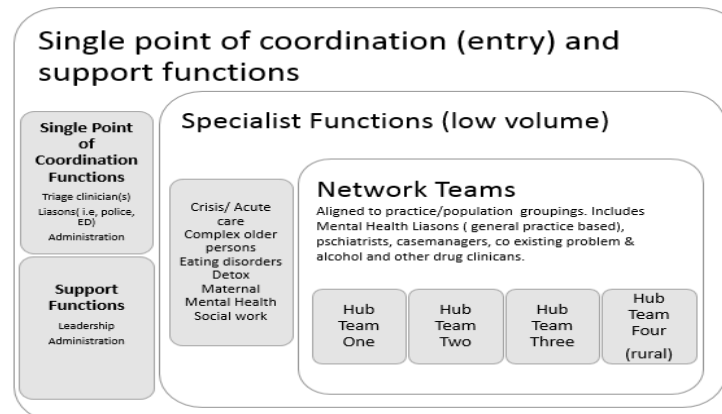 Single point of coordination (entry) and
support functions
Single Point
of
Coordination
Functions
Triage clinician(s)
Liasons( i.e, police,
ED)
Administration
Support
Functions
Leadership
Administration
Specialist Functions (low volume)
Crisis/ Acute
care
Complex older
persons
Eating disorders
Detox
Maternal
Mental Health
Social work
Network Teams
Aligned to practice/population groupings. Includes
Mental Health Liasons ( general practice based),
pschiatrists, casemanagers, co existing problem &
alcohol and other drug clinicans.
Hub
Team
One
Hub
Team
Two
Hub
Team
Three
Hub
Team
Four
(rural)